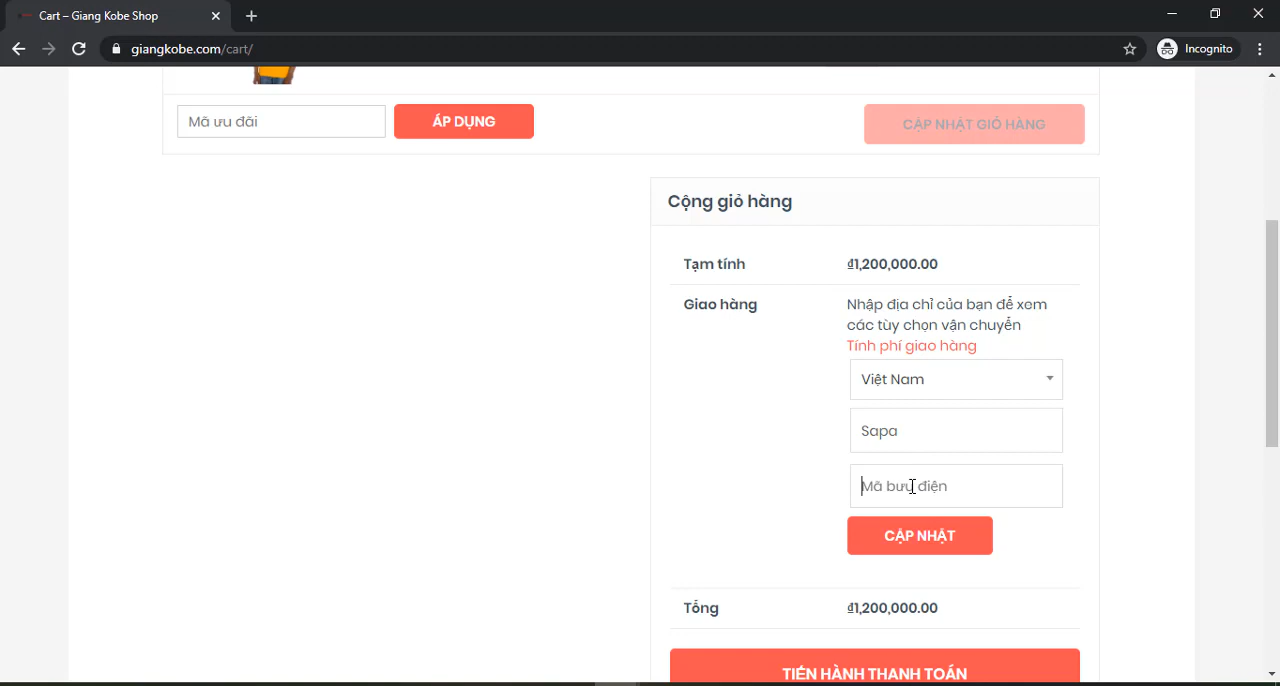 Cart – Giang Kobe Shop
giangkobe.com/cart/
Incognito
Mã ưu đãi
ÁP DỤNG
CẬP NHẬT GIỎ HÀNG
Cộng giỏ hàng
Tạm tính
₫1,200,000.00
Giao hàng
Nhập địa chỉ của bạn để xem
các tùy chọn vận chuyển
Tính phí giao hàng
Việt Nam
Sapa
Mã bưu điện
CẬP NHẬT
Tổng
₫1,200,000.00
TIẾN HÀNH THANH TOÁN